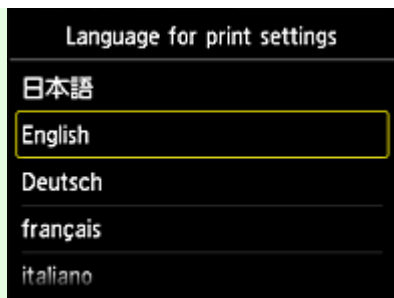 Language for print settings
日本語
English
Deutsch
français
italiano